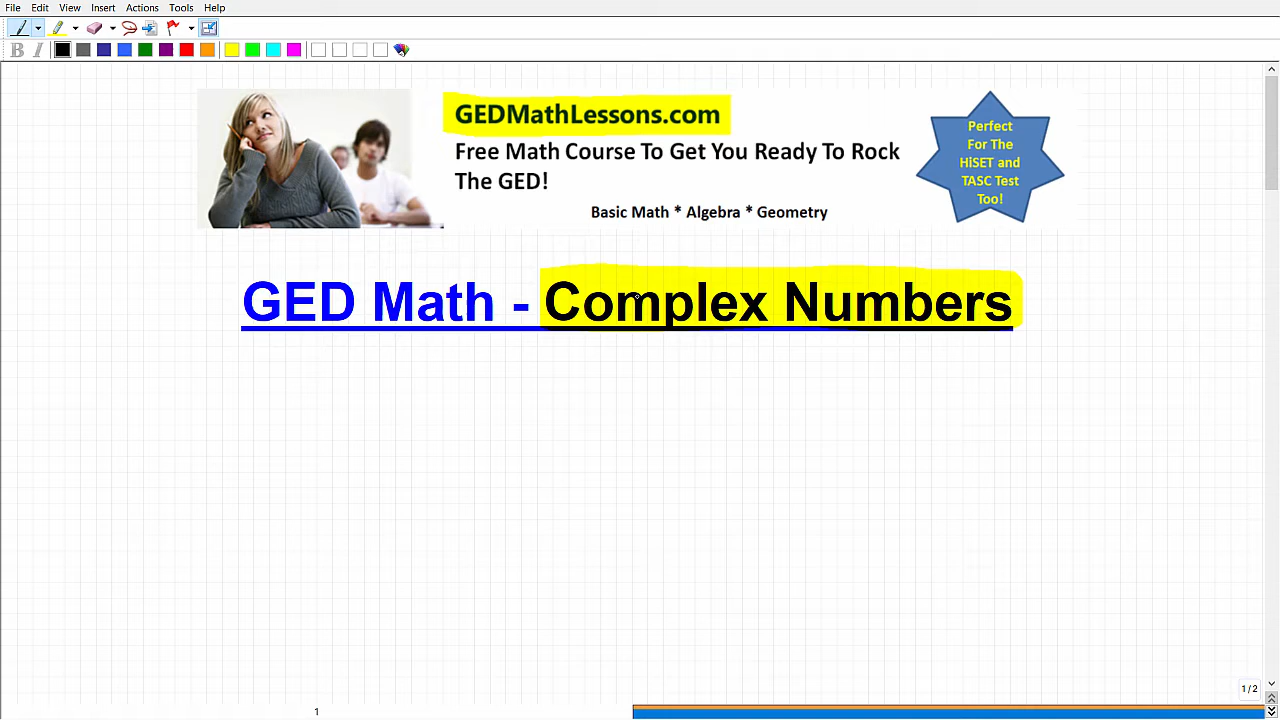 File Edit View Insert Actions Tools Help
B I
GEDMathLessons.com
Free Math Course To Get You Ready To Rock
The GED!
Basic Math * Algebra * Geometry
Perfect
For The
HiSET and
TASC Test
Too!
GED Math - Complex Numbers
1/2
1